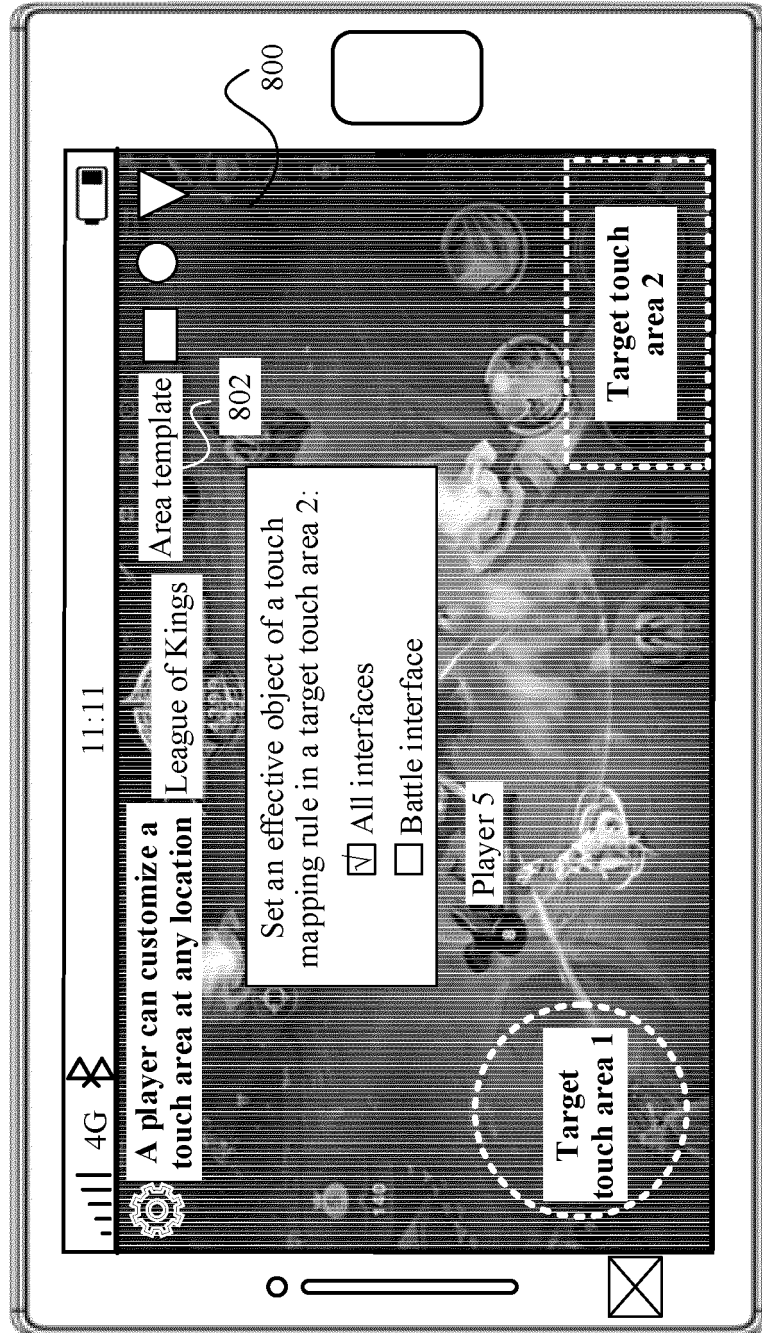 4G
11:11
A player can customize a
touch area at any location
League of Kings
Area template
800
802
Set an effective object of a touch
mapping rule in a target touch area 2:
√ All interfaces
Battle interface
Player 5
Target
touch area 1
Target touch
area 2